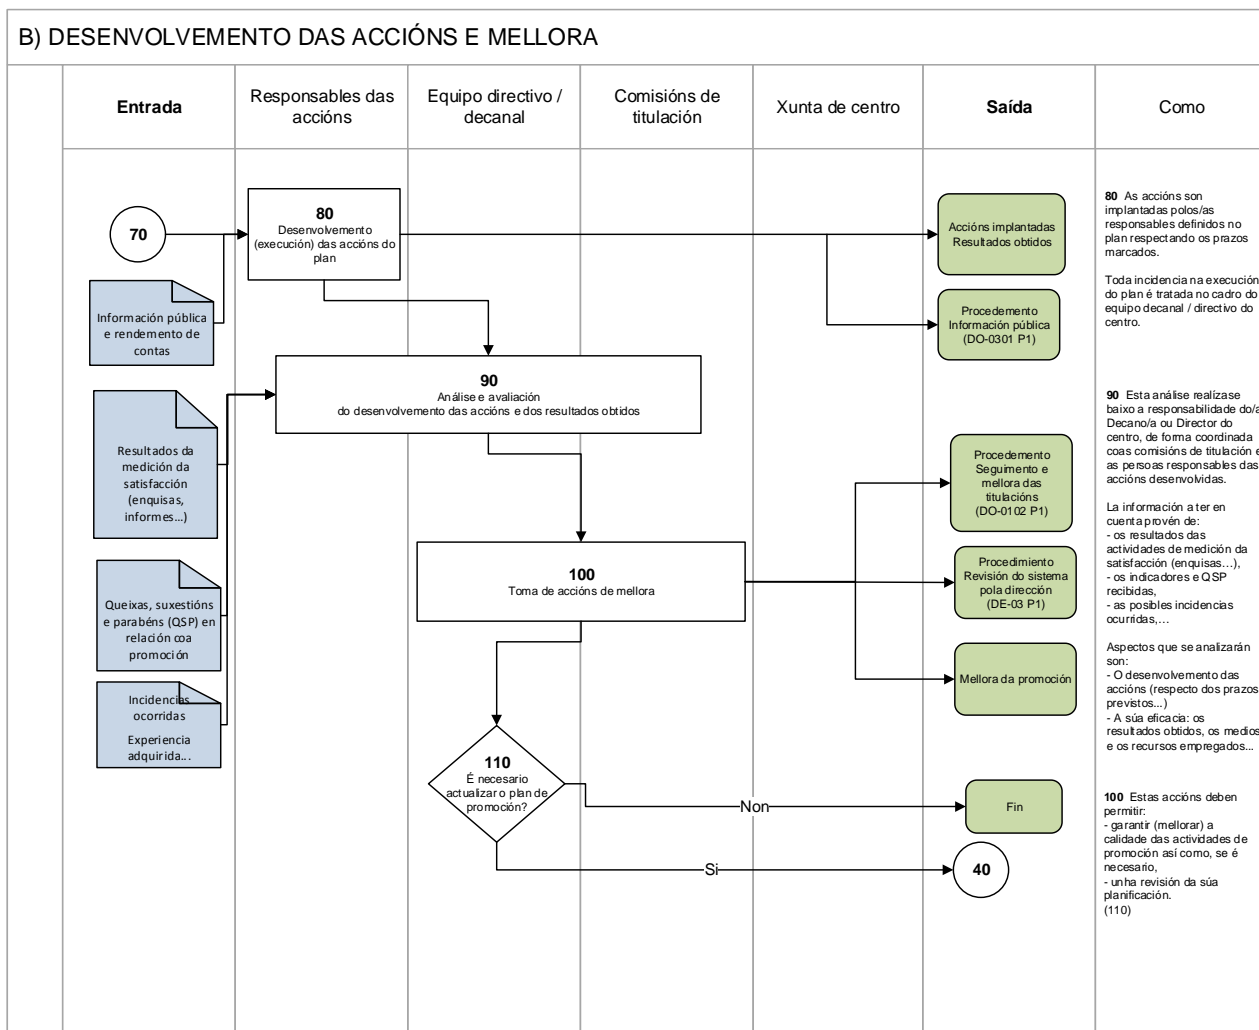 B) DESENVOLVEMENTO DAS ACCIÓNS E MELLORA
Entrada
Responsables das
accións
Equipo directivo /
decanal
Comisións de
titulación
Xunta de centro
Saída
Como
70
Información pública
e rendemento de
contas
Resultados da
medición da
satisfacción
(enquisas,
informes...)
Queixas, suxestións
e parabéns (QSP) en
relación coa
promoción
Incidencias
ocorridas
Experiencia
adquirida...
80
Desenvolvemento
(execución) das accións do
plan
90
Análise e avaliación
do desenvolvemento das accións e dos resultados obtidos
100
Toma de accións de mellora
110
É necesario
actualizar o plan de
promoción?
Non
Si
Accións implantadas
Resultados obtidos
Procedemento
Información pública
(DO-0301 P1)
Procedemento
Seguimento e
mellora das
titulacións
(DO-0102 P1)
Procedimiento
Revisión do sistema
pola dirección
(DE-03 P1)
Mellora da promoción
Fin
40
80 As accións son
implantadas polos/as
responsables definidos no
plan respectando os prazos
marcados.
Toda incidencia na execución
do plan é tratada no cadro do
equipo decanal / directivo do
centro.
90 Esta análise realízase
baixo a responsabilidade do/a
Decano/a ou Director do
centro, de forma coordinada
coas comisións de titulación e
as persoas responsables das
accións desenvolvidas.
La información a ter en
cuenta provén de:
- os resultados das
actividades de medición da
satisfacción (enquisas...),
- os indicadores e QSP
recibidas,
- as posibles incidencias
ocurridas,...
Aspectos que se analizarán
son:
- O desenvolvemento das
accións (respecto dos prazos
previstos...)
- A súa eficacia: os
resultados obtidos, os medios
e os recursos empregados...
100 Estas accións deben
permitir:
- garantir (mellorar) a
calidade das actividades de
promoción así como, se é
necesario,
- unha revisión da súa
planificación.
(110)